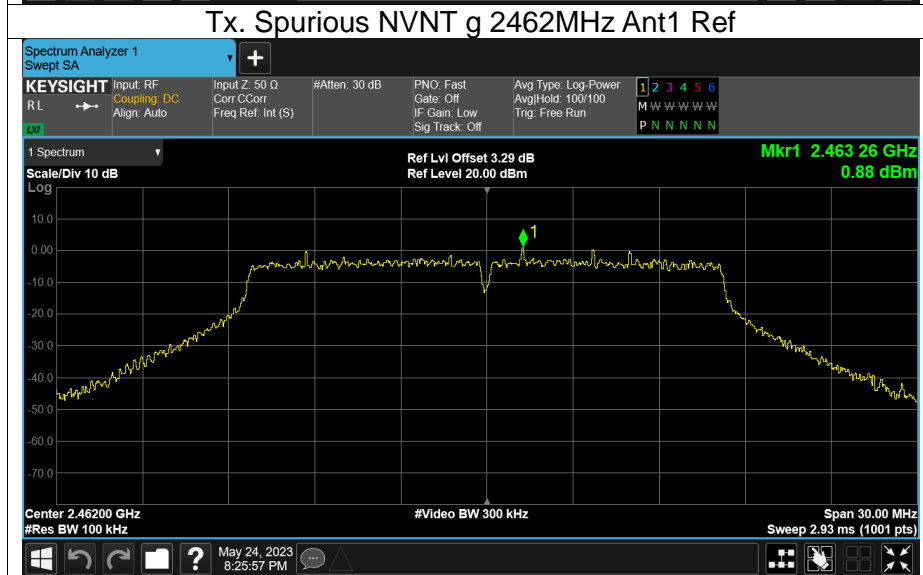 Tx. Spurious NVNT g 2462MHz Ant1 Ref
Spectrum Analyzer 1
Swept SA
+
KEYSIGHT
RL
LXI
Input: RF
Coupling: DC
Align: Auto
Input Z: 50 Ω
Corr CCorr
Freq Ref: Int (S)
#Atten: 30 dB
PNO: Fast
Gate: Off
IF Gain: Low
Sig Track: Off
Avg Type: Log-Power
Avg|Hold: 100/100
Trig: Free Run
1 2 3 4 5 6
M W W W W W
P N N N N N
1 Spectrum
Scale/Div 10 dB
Ref Lvl Offset 3.29 dB
Ref Level 20.00 dBm
Mkr1 2.463 26 GHz
0.88 dBm
Log
10.0
0.00
-10.0
-20.0
-30.0
-40.0
-50.0
-60.0
-70.0
1
Center 2.46200 GHz
#Res BW 100 kHz
#Video BW 300 kHz
Span 30.00 MHz
Sweep 2.93 ms (1001 pts)
?
May 24, 2023
8:25:57 PM